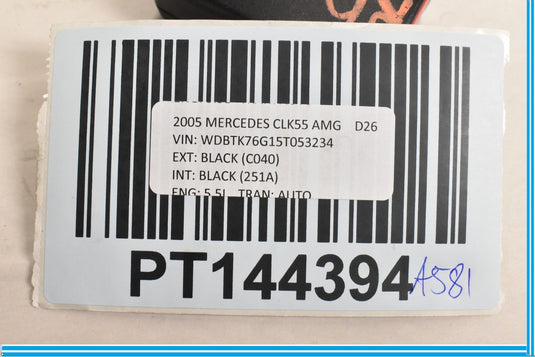 2005 MERCEDES CLK55 AMG D26
VIN: WDBTK76G15T053234
EXT: BLACK (C040)
INT: BLACK (251A)
ENG: 5.5L TRAN: AUTO
PT144394
A581